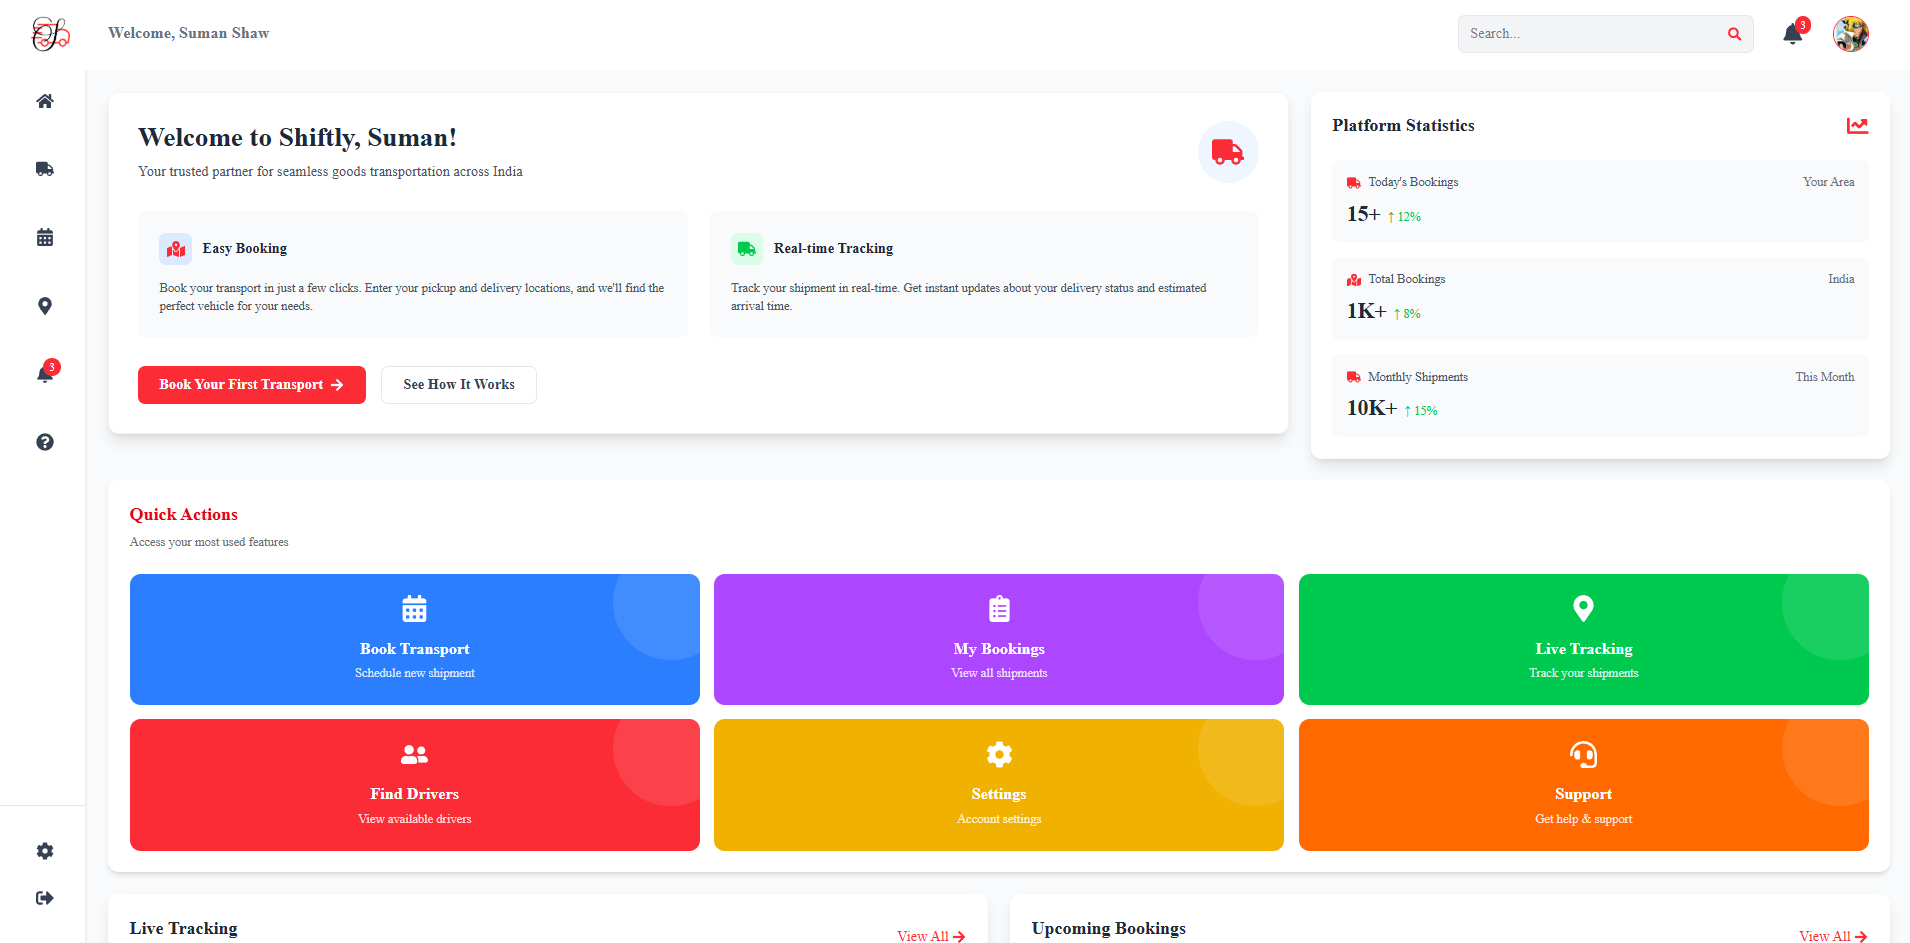 Welcome, Suman Shaw
Search...
3
Welcome to Shiftly, Suman!
Your trusted partner for seamless goods transportation across India
Easy Booking
Book your transport in just a few clicks. Enter your pickup and delivery locations, and we'll find the
perfect vehicle for your needs.
Real-time Tracking
Track your shipment in real-time. Get instant updates about your delivery status and estimated
arrival time.
Book Your First Transport →
See How It Works
Platform Statistics
Today's Bookings Your Area
15+ ↑ 12%
Total Bookings India
1K+ ↑ 8%
Monthly Shipments This Month
10K+ ↑ 15%
3
Quick Actions
Access your most used features
Book Transport
Schedule new shipment
My Bookings
View all shipments
Live Tracking
Track your shipments
Find Drivers
View available drivers
Settings
Account settings
Support
Get help & support
Live Tracking
View All →
Upcoming Bookings
View All →